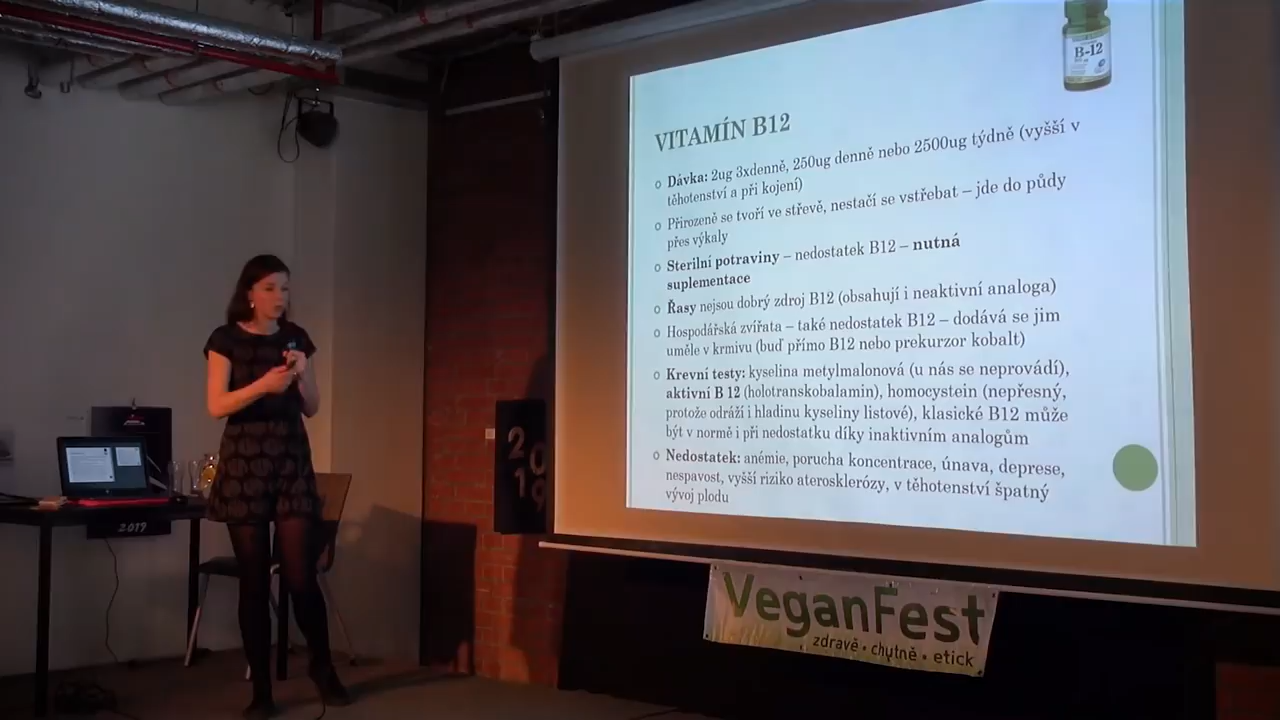 B-12
VITAMÍN B12
Dávka: 2ug 3xdenně, 250ug denně nebo 2500ug týdně (vyšší v
těhotenství a při kojení)
Přirozeně se tvoří ve střevě, nestačí se vstřebat – jde do půdy
přes výkaly
Sterilní potraviny – nedostatek B12 – nutná
suplementace
Řasy nejsou dobrý zdroj B12 (obsahují i neaktivní analoga)
Hospodářská zvířata – také nedostatek B12 – dodává se jim
uměle v krmivu (buď přímo B12 nebo prekurzor kobalt)
Krevní testy: kyselina metylmalonová (u nás se neprovádí),
aktivní B 12 (holotranskobalamin), homocystein (nepřesný,
protože odráží i hladinu kyseliny listové), klasické B12 může
být v normě i při nedostatku díky inaktivním analogům
Nedostatek: anémie, porucha koncentrace, únava, deprese,
nespavost, vyšší riziko aterosklerózy, v těhotenství špatný
vývoj plodu
20
19
2019
VeganFest
zdravě • chutně • etick